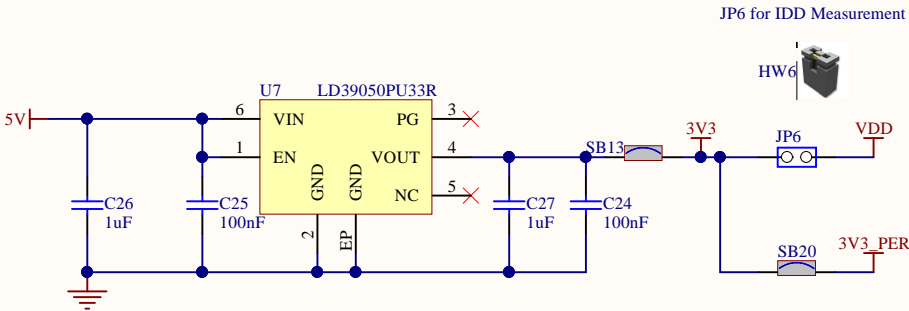 JP6 for IDD Measurement
HW6
U7 LD39050PU33R
5V 6 VIN PG 3 3V3 JP6 VDD
1 EN VOUT 4 SB13
GND GND NC 5
C26 C25 C27 C24
1uF 100nF 1uF 100nF
2 EP 3V3_PER
SB20